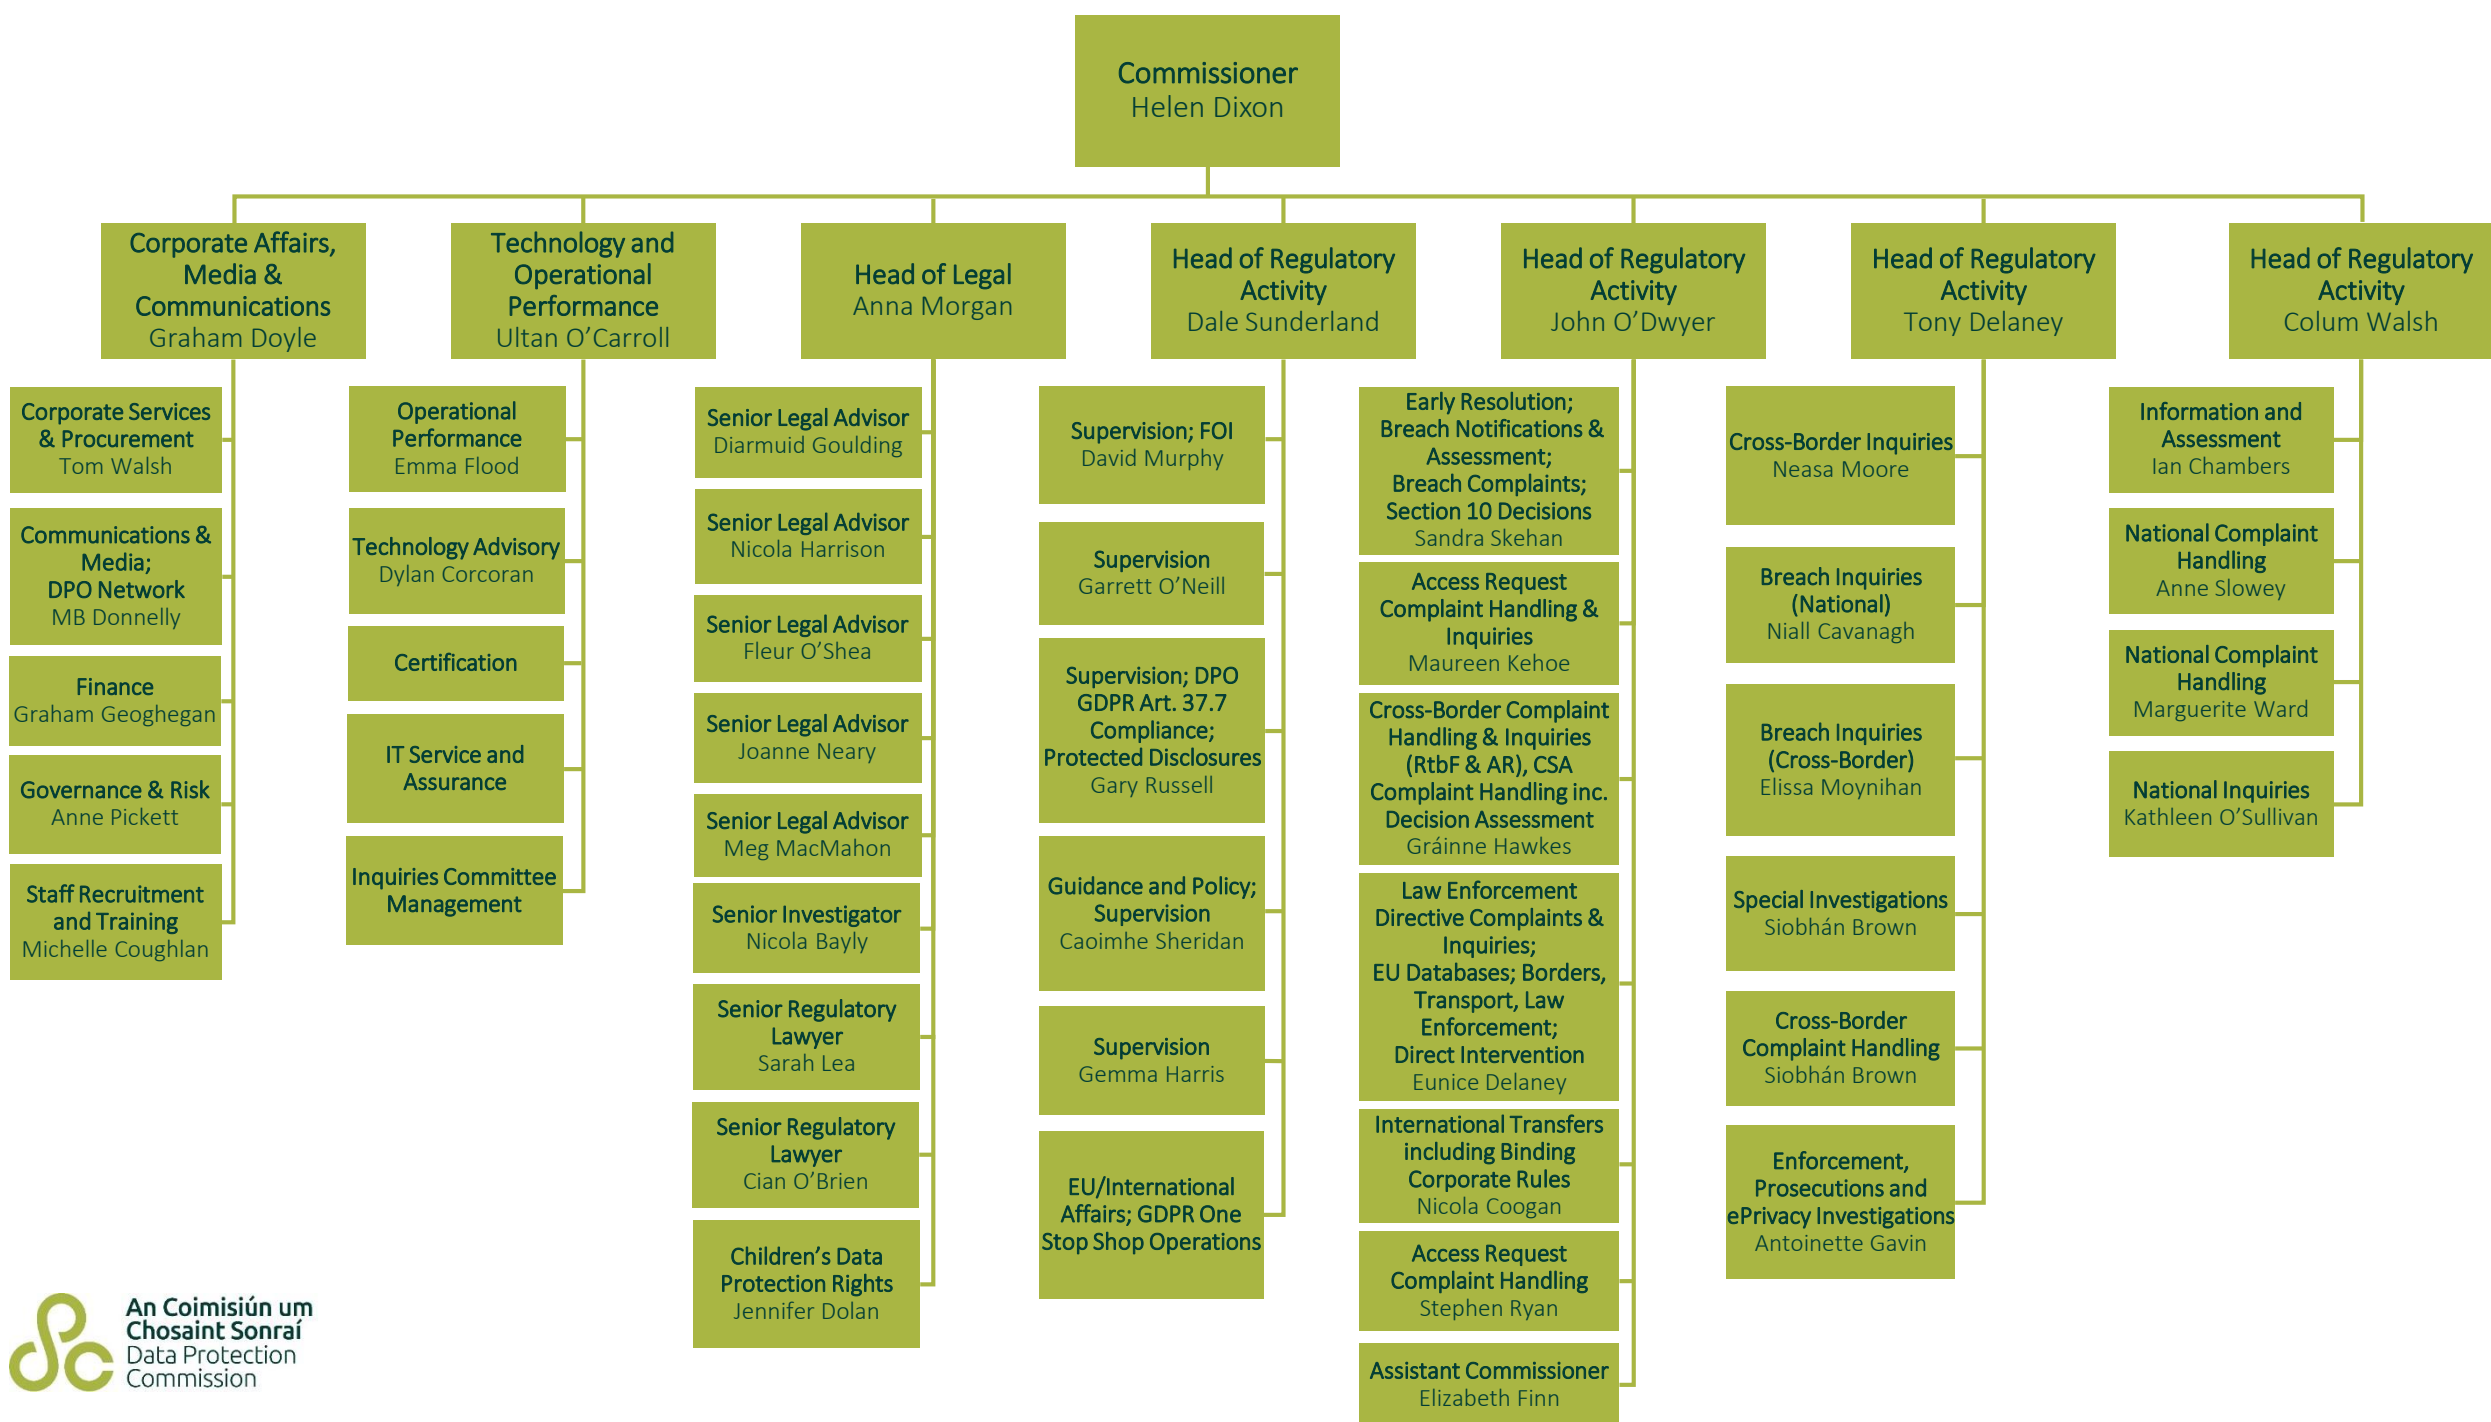 Commissioner
Helen Dixon
Corporate Affairs,
Media &
Communications
Graham Doyle
Technology and
Operational
Performance
Ultan O’Carroll
Head of Legal
Anna Morgan
Head of Regulatory
Activity
Dale Sunderland
Head of Regulatory
Activity
John O’Dwyer
Head of Regulatory
Activity
Tony Delaney
Head of Regulatory
Activity
Colum Walsh
Corporate Services
& Procurement
Tom Walsh
Communications &
Media;
DPO Network
MB Donnelly
Finance
Graham Geoghegan
Governance & Risk
Anne Pickett
Staff Recruitment
and Training
Michelle Coughlan
Operational
Performance
Emma Flood
Technology Advisory
Dylan Corcoran
Certification
IT Service and
Assurance
Inquiries Committee
Management
Senior Legal Advisor
Diarmuid Goulding
Senior Legal Advisor
Nicola Harrison
Senior Legal Advisor
Fleur O’Shea
Senior Legal Advisor
Joanne Neary
Senior Legal Advisor
Meg MacMahon
Senior Investigator
Nicola Bayly
Senior Regulatory
Lawyer
Sarah Lea
Senior Regulatory
Lawyer
Cian O’Brien
Children’s Data
Protection Rights
Jennifer Dolan
Supervision; FOI
David Murphy
Supervision
Garrett O’Neill
Supervision; DPO
GDPR Art. 37.7
Compliance;
Protected Disclosures
Gary Russell
Guidance and Policy;
Supervision
Caoimhe Sheridan
Supervision
Gemma Harris
EU/International
Affairs; GDPR One
Stop Shop Operations
Early Resolution;
Breach Notifications &
Assessment;
Breach Complaints;
Section 10 Decisions
Sandra Skehan
Access Request
Complaint Handling &
Inquiries
Maureen Kehoe
Cross-Border Complaint
Handling & Inquiries
(RtbF & AR), CSA
Complaint Handling inc.
Decision Assessment
Gráinne Hawkes
Law Enforcement
Directive Complaints &
Inquiries;
EU Databases; Borders,
Transport, Law
Enforcement;
Direct Intervention
Eunice Delaney
International Transfers
including Binding
Corporate Rules
Nicola Coogan
Access Request
Complaint Handling
Stephen Ryan
Assistant Commissioner
Elizabeth Finn
Cross-Border Inquiries
Neasa Moore
Breach Inquiries
(National)
Niall Cavanagh
Breach Inquiries
(Cross-Border)
Elissa Moynihan
Special Investigations
Siobhán Brown
Cross-Border
Complaint Handling
Siobhán Brown
Enforcement,
Prosecutions and
ePrivacy Investigations
Antoinette Gavin
Information and
Assessment
Ian Chambers
National Complaint
Handling
Anne Slowey
National Complaint
Handling
Marguerite Ward
National Inquiries
Kathleen O’Sullivan
An Coimisiún um
Chosaint Sonraí
Data Protection
Commission